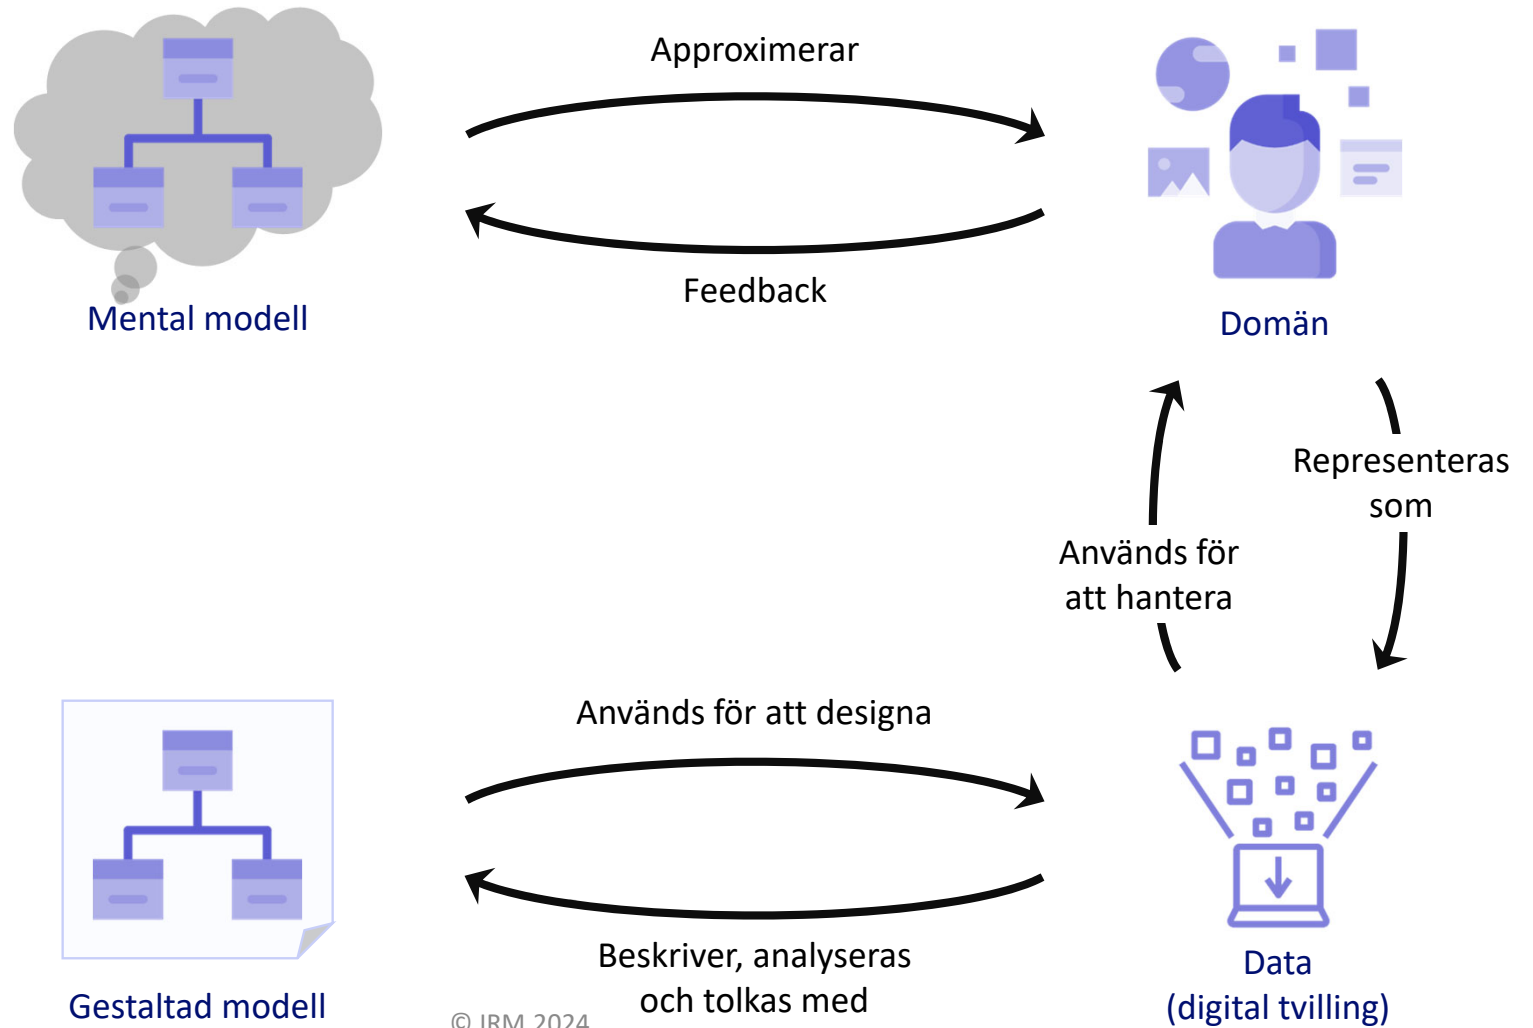 Approximerar
Feedback
Mental modell
Domän
Representeras
som
Används för
att hantera
Används för att designa
Beskriver, analyseras
och tolkas med
Gestaltad modell
Data
(digital tvilling)
© IRM 2024